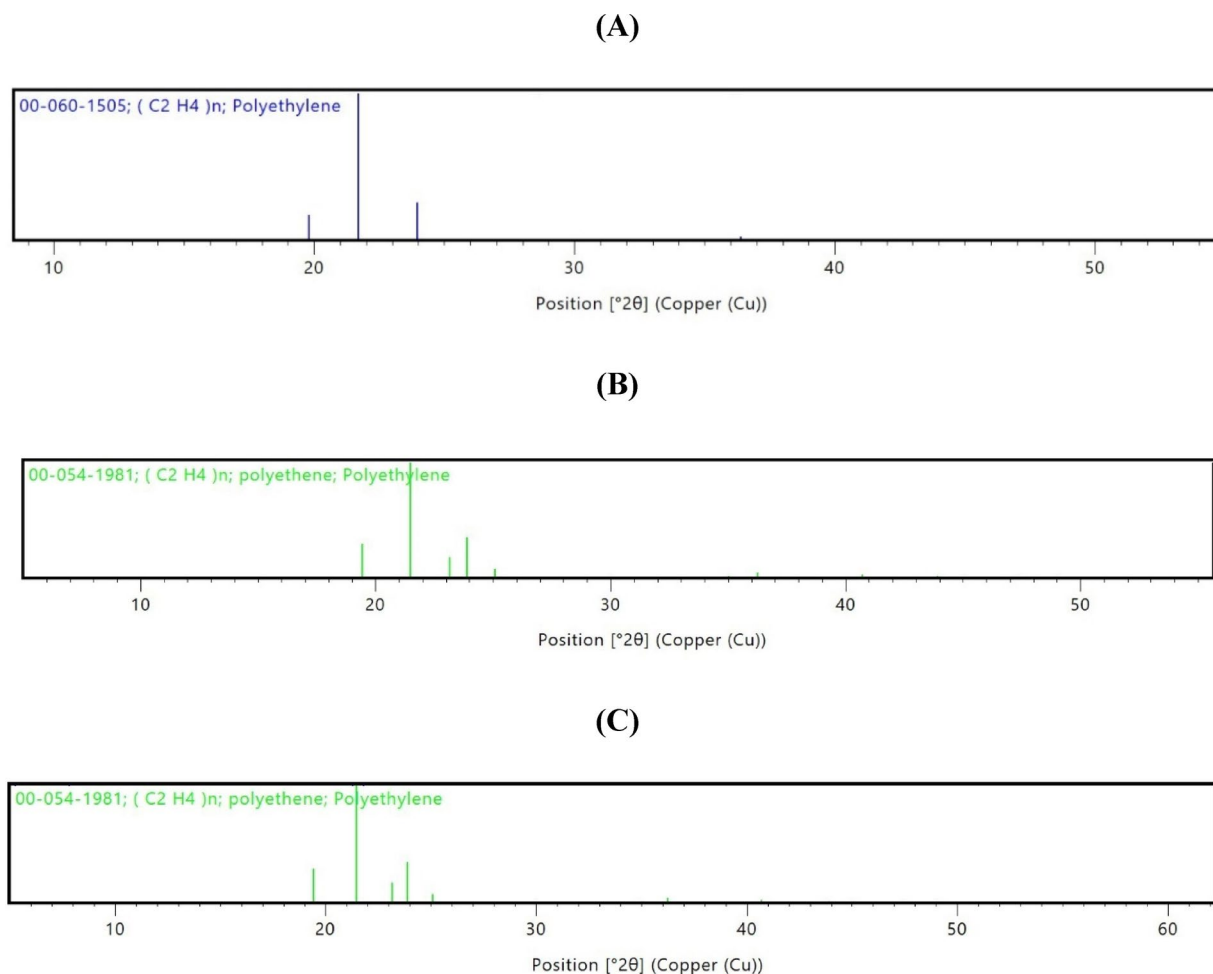 (A)
00-060-1505; ( C2 H4 )n; Polyethylene
10 20 30 40 50
Position [°2θ] (Copper (Cu))
(B)
00-054-1981; ( C2 H4 )n; polyethene; Polyethylene
10 20 30 40 50
Position [°2θ] (Copper (Cu))
(C)
00-054-1981; ( C2 H4 )n; polyethene; Polyethylene
10 20 30 40 50 60
Position [°2θ] (Copper (Cu))